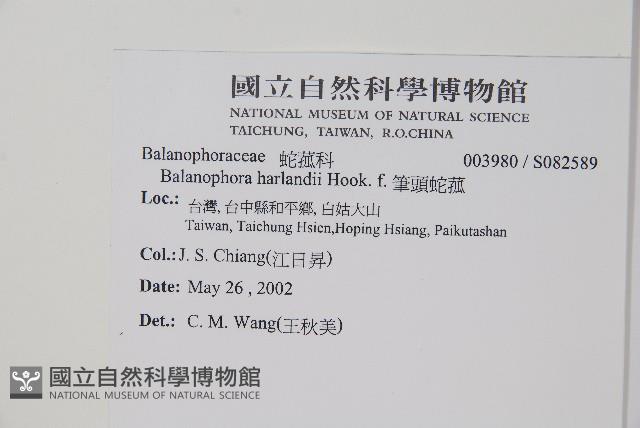 國立自然科學博物館
NATIONAL MUSEUM OF NATURAL SCIENCE
TAICHUNG, TAIWAN, R.O.CHINA
Balanophoraceae 蛇菰科 003980 / S082589
Balanophora harlandii Hook. f. 筆頭蛇菰
Loc.: 台灣, 台中縣和平鄉, 白姑大山
Taiwan, Taichung Hsien,Hoping Hsiang, Paikutashan
Col.: J. S. Chiang(江日昇)
Date: May 26 , 2002
Det.: C. M. Wang(王秋美)
國立自然科學博物館
NATIONAL MUSEUM OF NATURAL SCIENCE